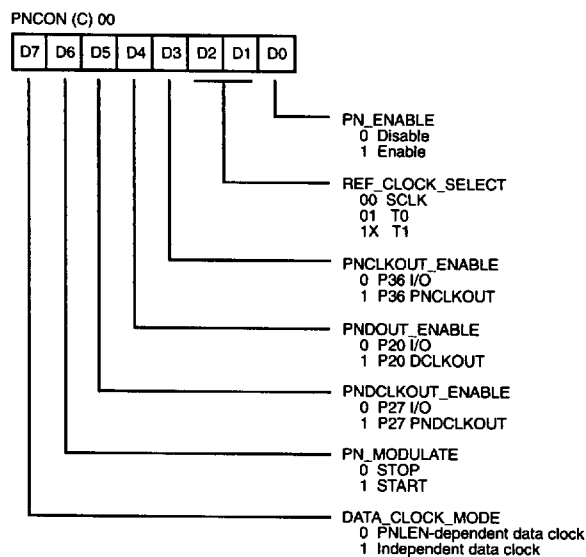 PNCON (C) 00
D7 D6 D5 D4 D3 D2 D1 D0
PN_ENABLE
0 Disable
1 Enable
REF_CLOCK_SELECT
00 SCLK
01 T0
1X T1
PNCLKOUT_ENABLE
0 P36 I/O
1 P36 PNCLKOUT
PNDOUT_ENABLE
0 P20 I/O
1 P20 DCLKOUT
PNDCLKOUT_ENABLE
0 P27 I/O
1 P27 PNDCLKOUT
PN_MODULATE
0 STOP
1 START
DATA_CLOCK_MODE
0 PNLEN-dependent data clock
1 Independent data clock